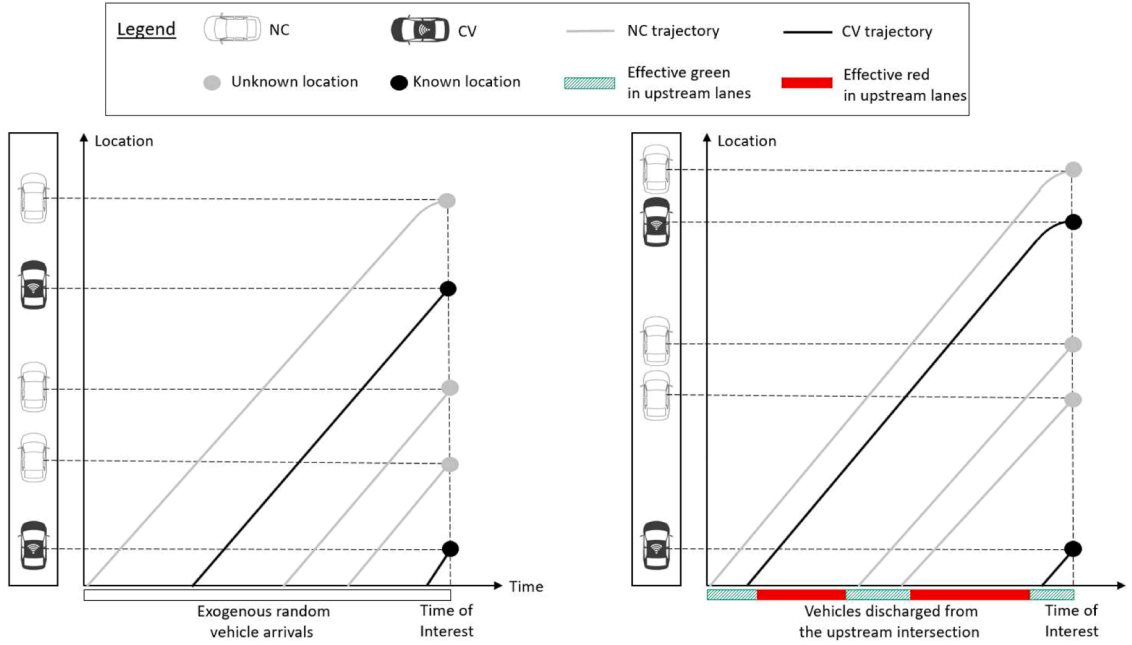 Legend
NC
CV
NC trajectory
CV trajectory
Unknown location
Known location
Effective green
in upstream lanes
Effective red
in upstream lanes
Location
Time
Exogenous random
vehicle arrivals
Time of
Interest
Location
Vehicles discharged from
the upstream intersection
Time of
Interest